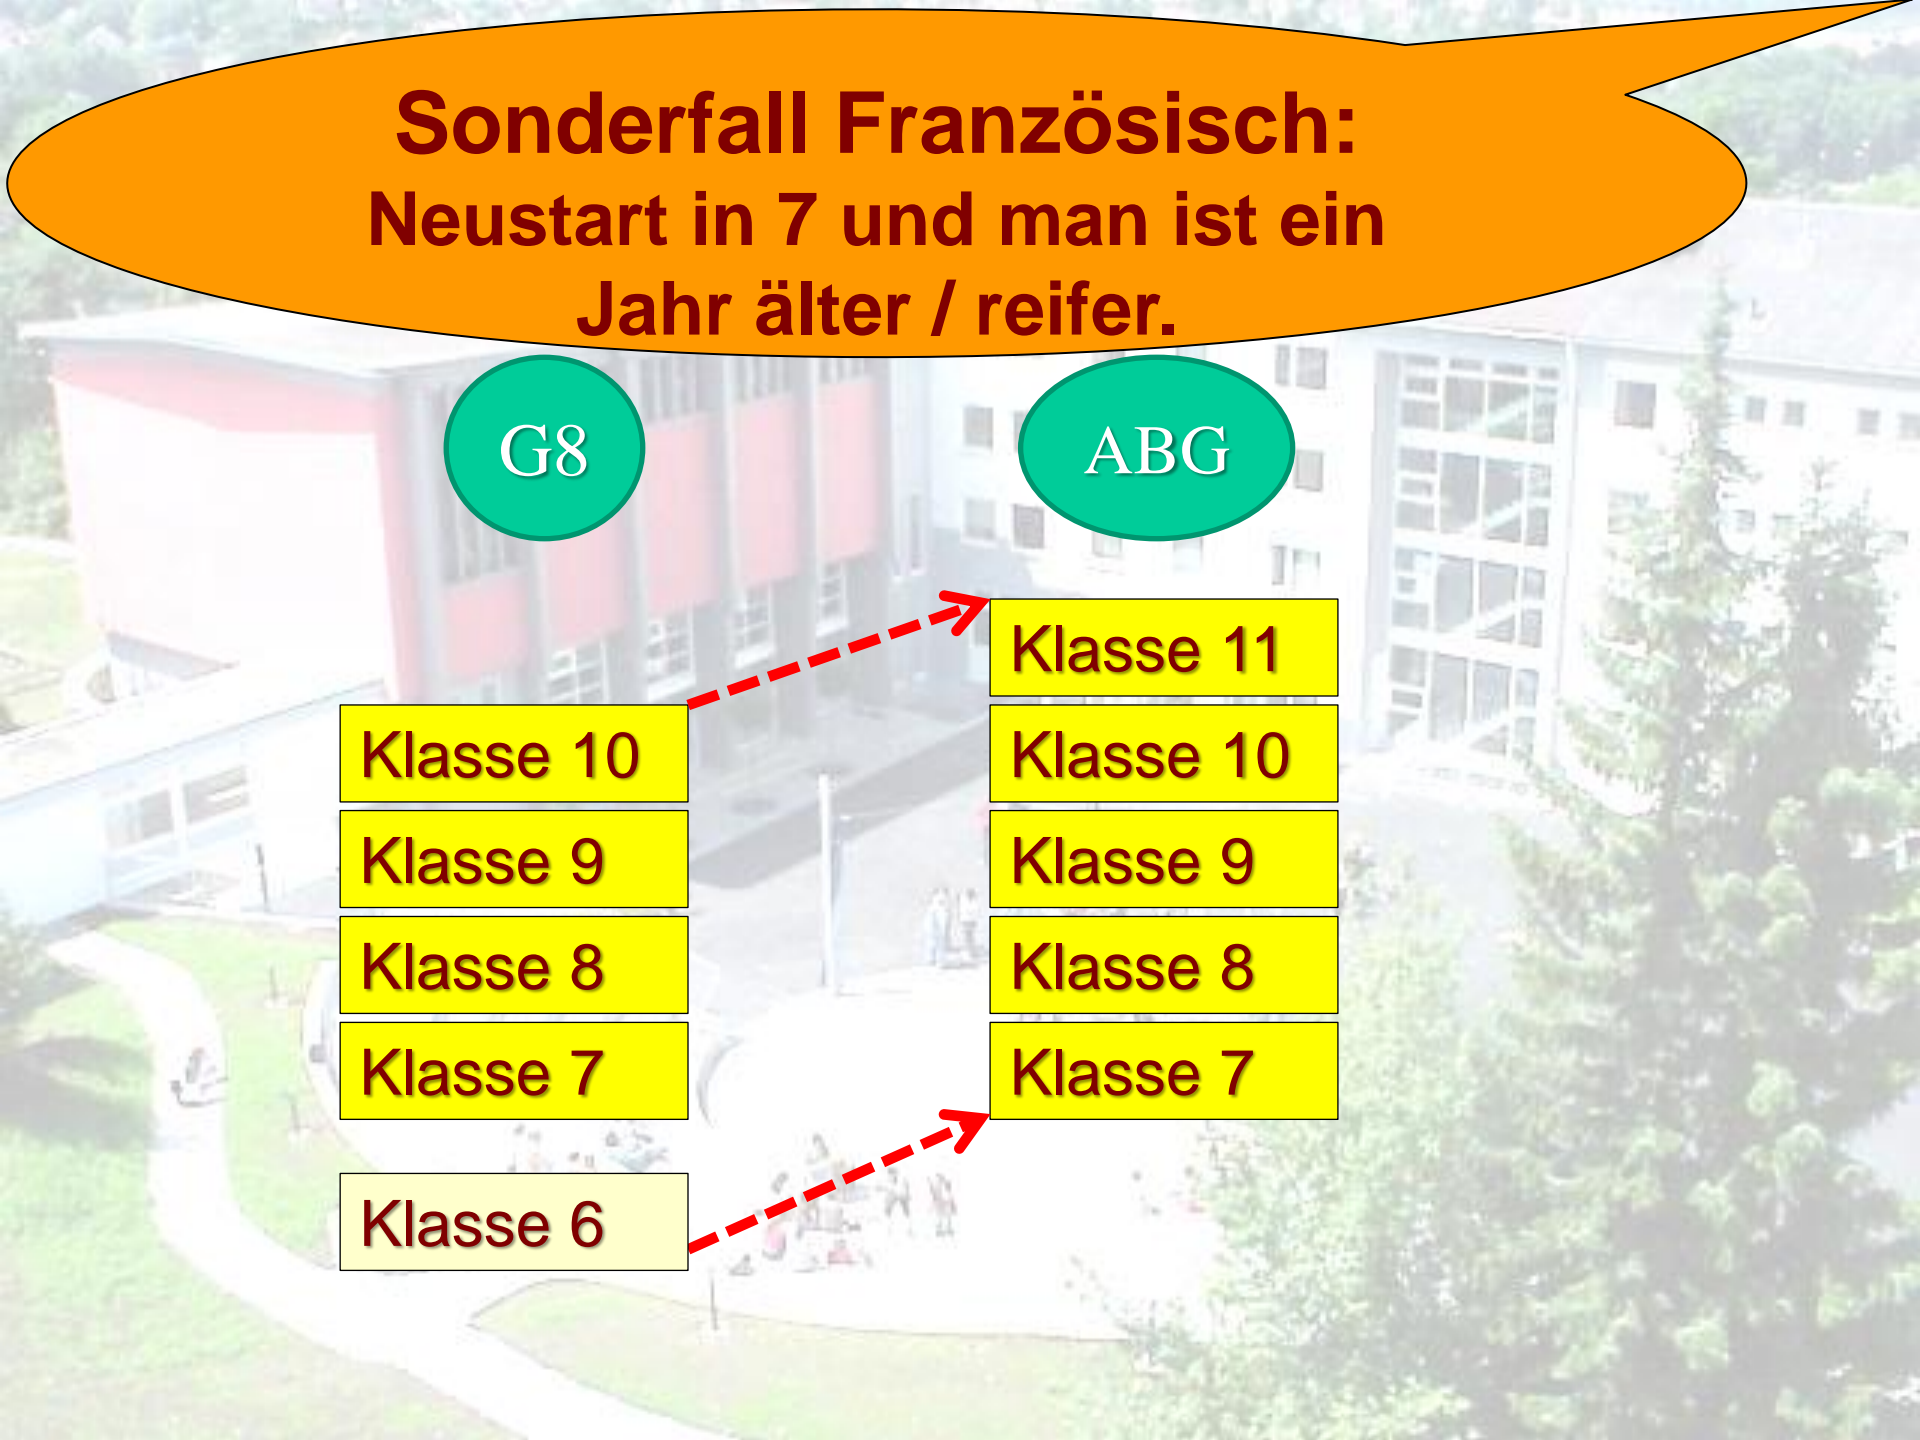 Sonderfall Französisch:
Neustart in 7 und man ist ein
Jahr älter / reifer.
G8
ABG
Klasse 10
Klasse 9
Klasse 8
Klasse 7
Klasse 6
Klasse 11
Klasse 10
Klasse 9
Klasse 8
Klasse 7